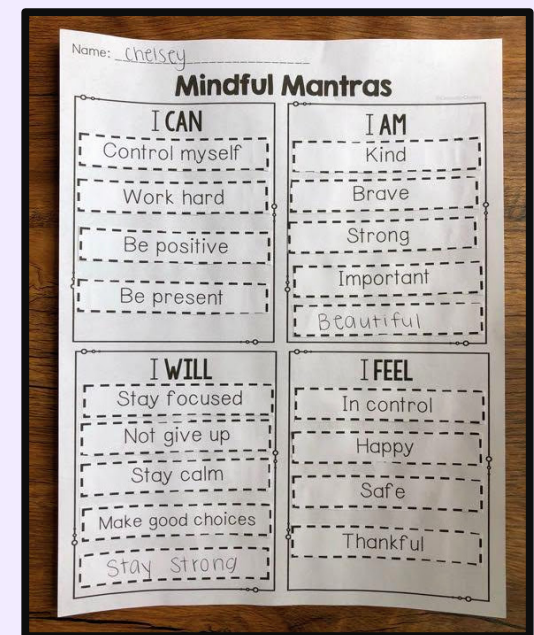 Name: Chelsey
Mindful Mantras
I CAN
Control myself
Work hard
Be positive
Be present
I AM
Kind
Brave
Strong
Important
Beautiful
I WILL
Stay focused
Not give up
Stay calm
Make good choices
Stay Strong
I FEEL
In control
Happy
Safe
Thankful